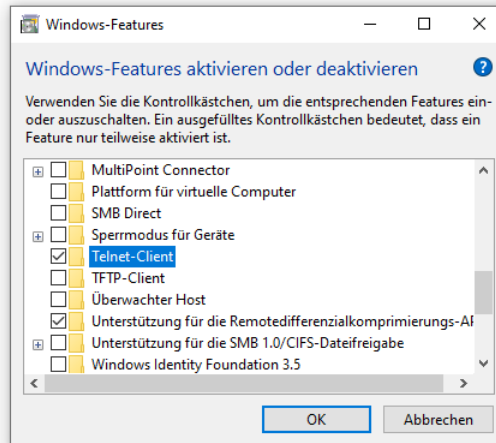 Windows-Features
Windows-Features aktivieren oder deaktivieren
?
Verwenden Sie die Kontrollkästchen, um die entsprechenden Features ein-
oder auszuschalten. Ein ausgefülltes Kontrollkästchen bedeutet, dass ein
Feature nur teilweise aktiviert ist.
MultiPoint Connector
Plattform für virtuelle Computer
SMB Direct
Sperrmodus für Geräte
Telnet-Client
TFTP-Client
Überwachter Host
Unterstützung für die Remotedifferenzialkomprimierungs-AP
Unterstützung für die SMB 1.0/CIFS-Dateifreigabe
Windows Identity Foundation 3.5
OK
Abbrechen